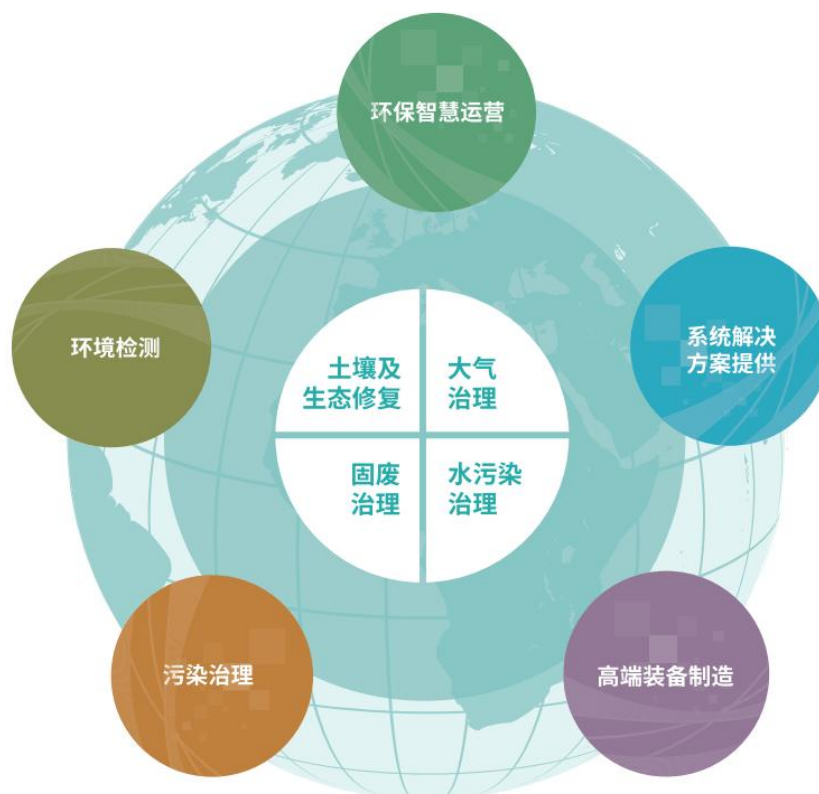 环保智慧运营
环境检测
系统解决
方案提供
土壤及
生态修复
大气
治理
固废
治理
水污染
治理
污染治理
高端装备制造